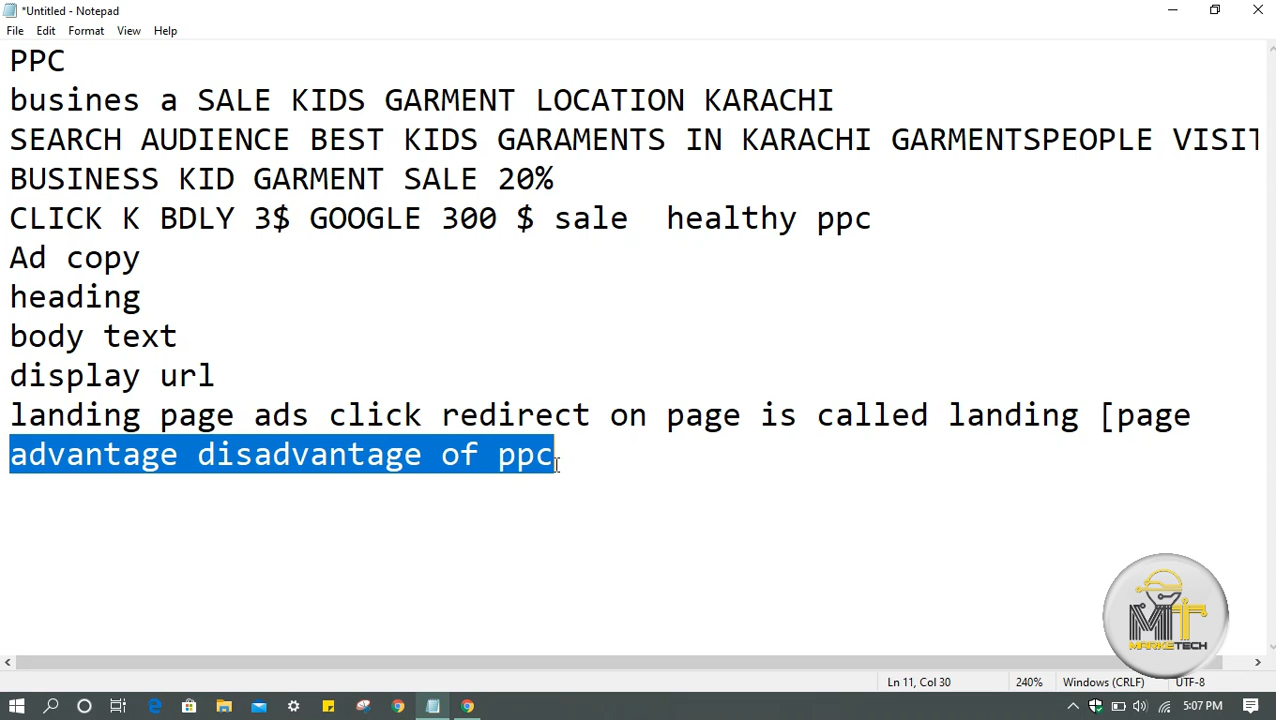 *Untitled - Notepad
File Edit Format View Help
PPC
busines a SALE KIDS GARMENT LOCATION KARACHI
SEARCH AUDIENCE BEST KIDS GARAMENTS IN KARACHI GARMENTSPEOPLE VISIT
BUSINESS KID GARMENT SALE 20%
CLICK K BDLY 3$ GOOGLE 300 $ sale healthy ppc
Ad copy
heading
body text
display url
landing page ads click redirect on page is called landing [page
advantage disadvantage of ppc
MT
MARKETECH
Ln 11, Col 30 240% Windows (CRLF) UTF-8
5:07 PM